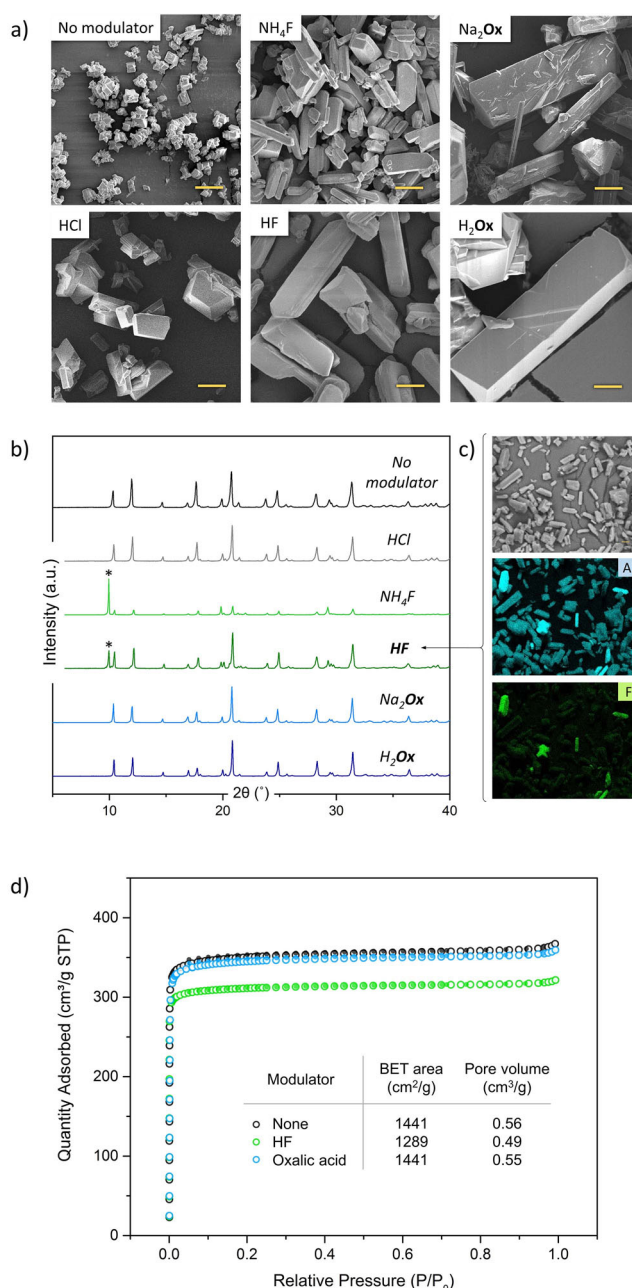 a)
No modulator
NH₄F
Na₂Ox
HCl
HF
H₂Ox
b)
c)
Intensity (a.u.)
No
modulator
HCl
*
NH₄F
*
HF
Na₂Ox
H₂Ox
10 20 30 40
2θ (°)
A
F
d)
Quantity Adsorbed (cm³/g STP)
400
300
200
100
0
Modulator BET area (cm²/g) Pore volume (cm³/g)
None 1441 0.56
HF 1289 0.49
Oxalic acid 1441 0.55
0.0 0.2 0.4 0.6 0.8 1.0
Relative Pressure (P/P₀)